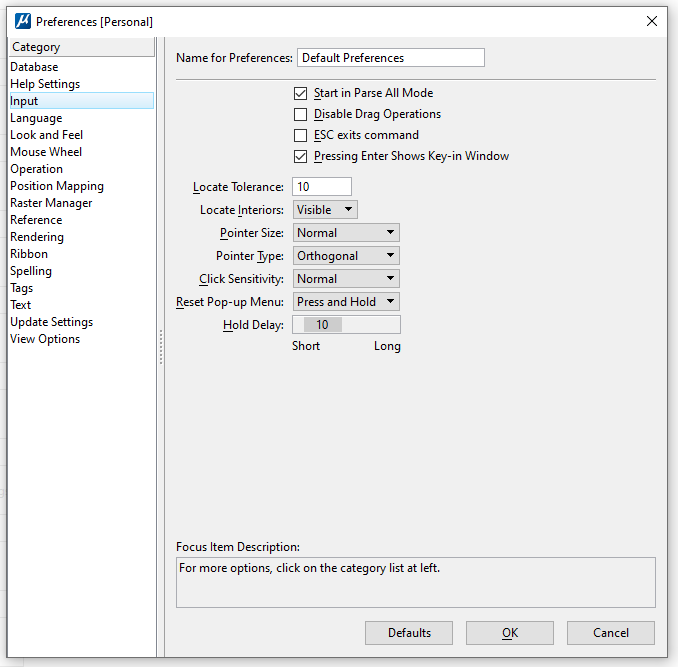 Preferences [Personal]
Category
Database
Help Settings
Input
Language
Look and Feel
Mouse Wheel
Operation
Position Mapping
Raster Manager
Reference
Rendering
Ribbon
Spelling
Tags
Text
Update Settings
View Options
Name for Preferences: Default Preferences
Start in Parse All Mode
Disable Drag Operations
ESC exits command
Pressing Enter Shows Key-in Window
Locate Tolerance: 10
Locate Interiors: Visible
Pointer Size: Normal
Pointer Type: Orthogonal
Click Sensitivity: Normal
Reset Pop-up Menu: Press and Hold
Hold Delay: 10
Short Long
Focus Item Description:
For more options, click on the category list at left.
Defaults OK Cancel